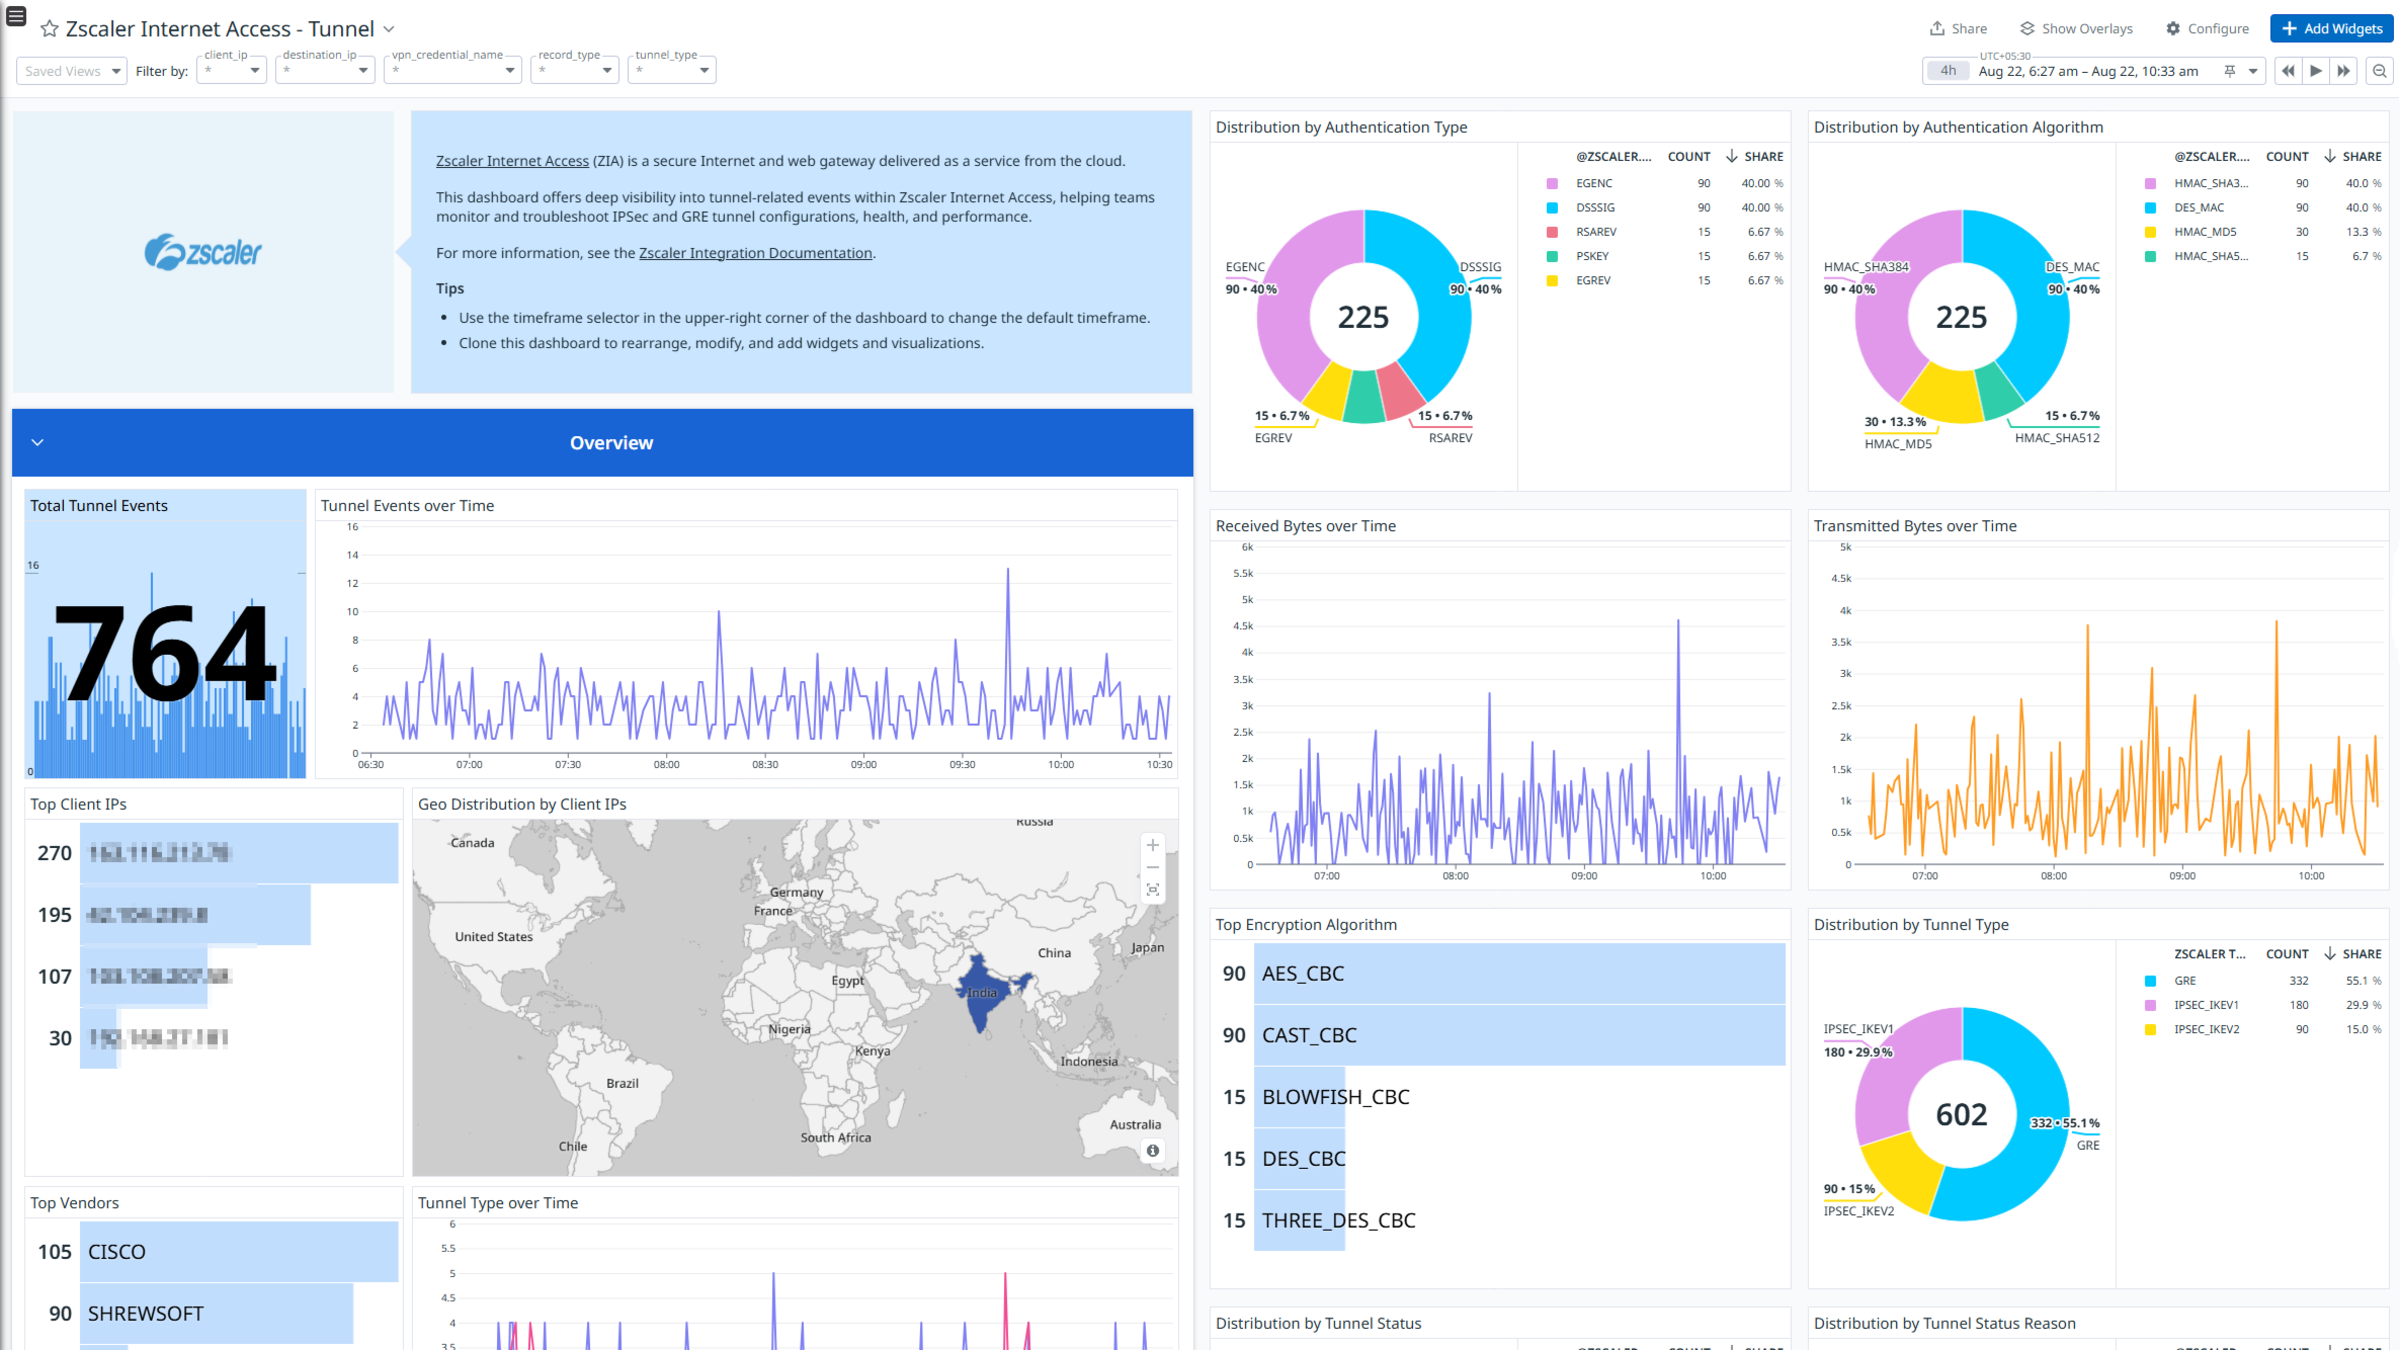 Zscaler Internet Access - Tunnel
Share
Show Overlays
Configure
+ Add Widgets
Saved Views
Filter by:
client_ip
*
destination_ip
*
vpn_credential_name
*
record_type
*
tunnel_type
*
UTC+05:30
4h
Aug 22, 6:27 am – Aug 22, 10:33 am
zscaler
Zscaler Internet Access (ZIA) is a secure Internet and web gateway delivered as a service from the cloud.
This dashboard offers deep visibility into tunnel-related events within Zscaler Internet Access, helping teams
monitor and troubleshoot IPSec and GRE tunnel configurations, health, and performance.
For more information, see the Zscaler Integration Documentation.
Tips
• Use the timeframe selector in the upper-right corner of the dashboard to change the default timeframe.
• Clone this dashboard to rearrange, modify, and add widgets and visualizations.
Overview
Total Tunnel Events
16
764
0
Tunnel Events over Time
16
14
12
10
8
6
4
2
0
06:30 07:00 07:30 08:00 08:30 09:00 09:30 10:00 10:30
Top Client IPs
270
195
107
30
Geo Distribution by Client IPs
Russia
Canada
Germany
France
United States
China
Japan
Egypt
India
Nigeria
Kenya
Indonesia
Brazil
Australia
South Africa
Chile
Top Vendors
105 CISCO
90 SHREWSOFT
Tunnel Type over Time
6
5.5
5
4.5
4
3.5
Distribution by Authentication Type
@ZSCALER.... COUNT SHARE
EGENC 90 40.00 %
DSSSIG 90 40.00 %
RSAREV 15 6.67 %
PSKEY 15 6.67 %
EGREV 15 6.67 %
EGENC
90 • 40%
DSSSIG
90 • 40%
225
15 • 6.7%
EGREV
15 • 6.7%
RSAREV
Distribution by Authentication Algorithm
@ZSCALER.... COUNT SHARE
HMAC_SHA3... 90 40.0 %
DES_MAC 90 40.0 %
HMAC_MD5 30 13.3 %
HMAC_SHA5... 15 6.7 %
HMAC_SHA384
90 • 40%
DES_MAC
90 • 40%
225
30 • 13.3%
HMAC_MD5
15 • 6.7%
HMAC_SHA512
Received Bytes over Time
6k
5.5k
5k
4.5k
4k
3.5k
3k
2.5k
2k
1.5k
1k
0.5k
0
07:00 08:00 09:00 10:00
Transmitted Bytes over Time
5k
4.5k
4k
3.5k
3k
2.5k
2k
1.5k
1k
0.5k
0
07:00 08:00 09:00 10:00
Top Encryption Algorithm
90 AES_CBC
90 CAST_CBC
15 BLOWFISH_CBC
15 DES_CBC
15 THREE_DES_CBC
Distribution by Tunnel Type
ZSCALER T... COUNT SHARE
GRE 332 55.1 %
IPSEC_IKEV1 180 29.9 %
IPSEC_IKEV2 90 15.0 %
IPSEC_IKEV1
180 • 29.9%
602
332 • 55.1%
GRE
90 • 15%
IPSEC_IKEV2
Distribution by Tunnel Status
Distribution by Tunnel Status Reason